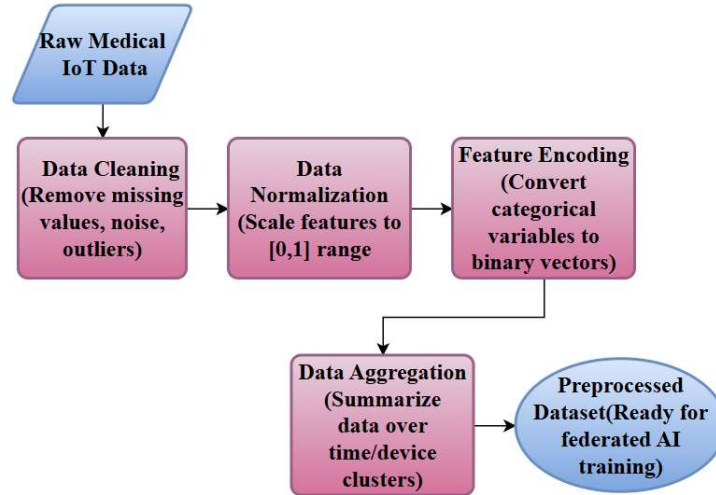 Raw Medical
IoT Data
Data Cleaning
(Remove missing
values, noise,
outliers)
Data
Normalization
(Scale features to
[0,1] range
Feature Encoding
(Convert
categorical
variables to
binary vectors)
Data Aggregation
(Summarize
data over
time/device
clusters)
Preprocessed
Dataset(Ready for
federated AI
training)